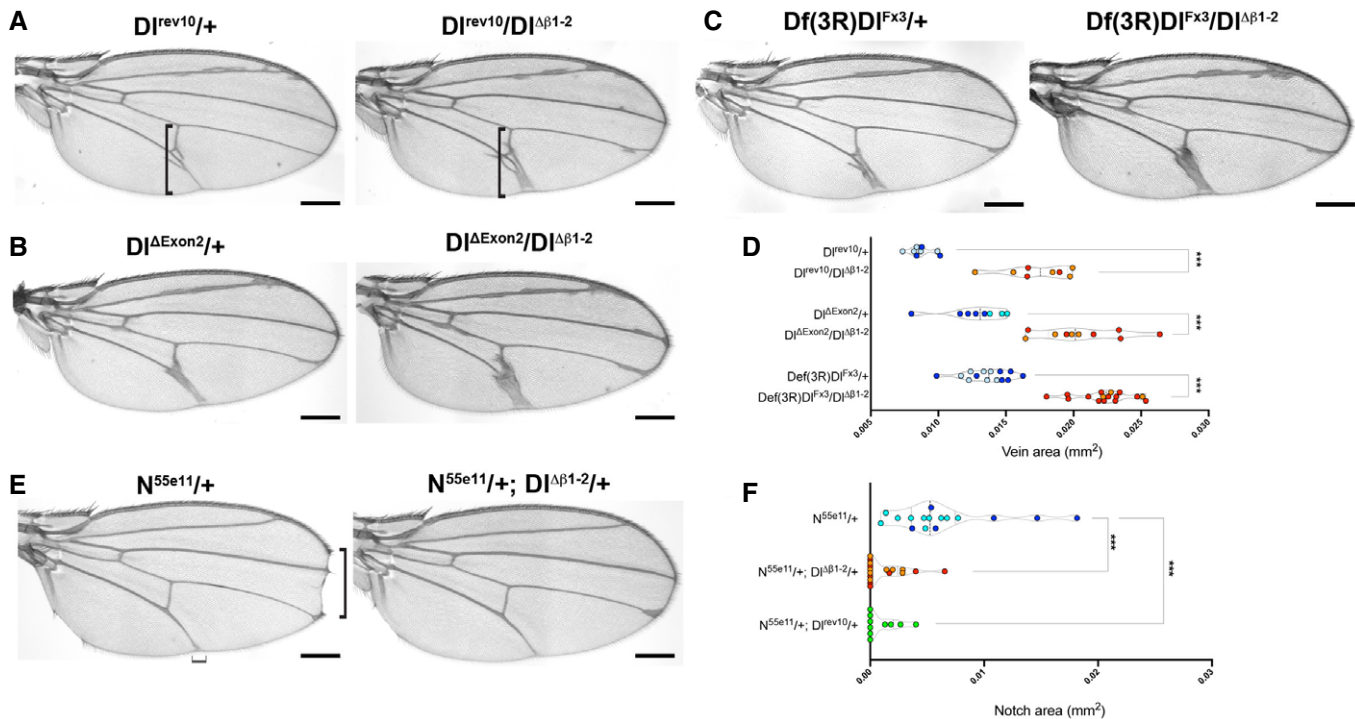 A
Dl^rev10/+
Dl^rev10/Dl^Δβ1-2
C
Df(3R)Dl^Fx3/+
Df(3R)Dl^Fx3/Dl^Δβ1-2
B
Dl^ΔExon2/+
Dl^ΔExon2/Dl^Δβ1-2
D
Dl^rev10/+
Dl^rev10/Dl^Δβ1-2
Dl^ΔExon2/+
Dl^ΔExon2/Dl^Δβ1-2
Def(3R)Dl^Fx3/+
Def(3R)Dl^Fx3/Dl^Δβ1-2
***
***
***
0.005
0.010
0.015
0.020
0.025
0.030
Vein area (mm²)
E
N^55e11/+
N^55e11/+; Dl^Δβ1-2/+
F
N^55e11/+
N^55e11/+; Dl^Δβ1-2/+
N^55e11/+; Dl^rev10/+
***
***
0.00
0.01
0.02
0.03
Notch area (mm²)